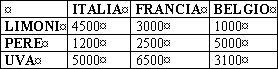 ¤ ITALIA¤ FRANCIA¤ BELGIO¤
LIMONI¤ 4500¤ 3000¤ 1000¤
PERE¤ 1200¤ 2500¤ 5000¤
UVA¤ 5000¤ 6500¤ 3100¤